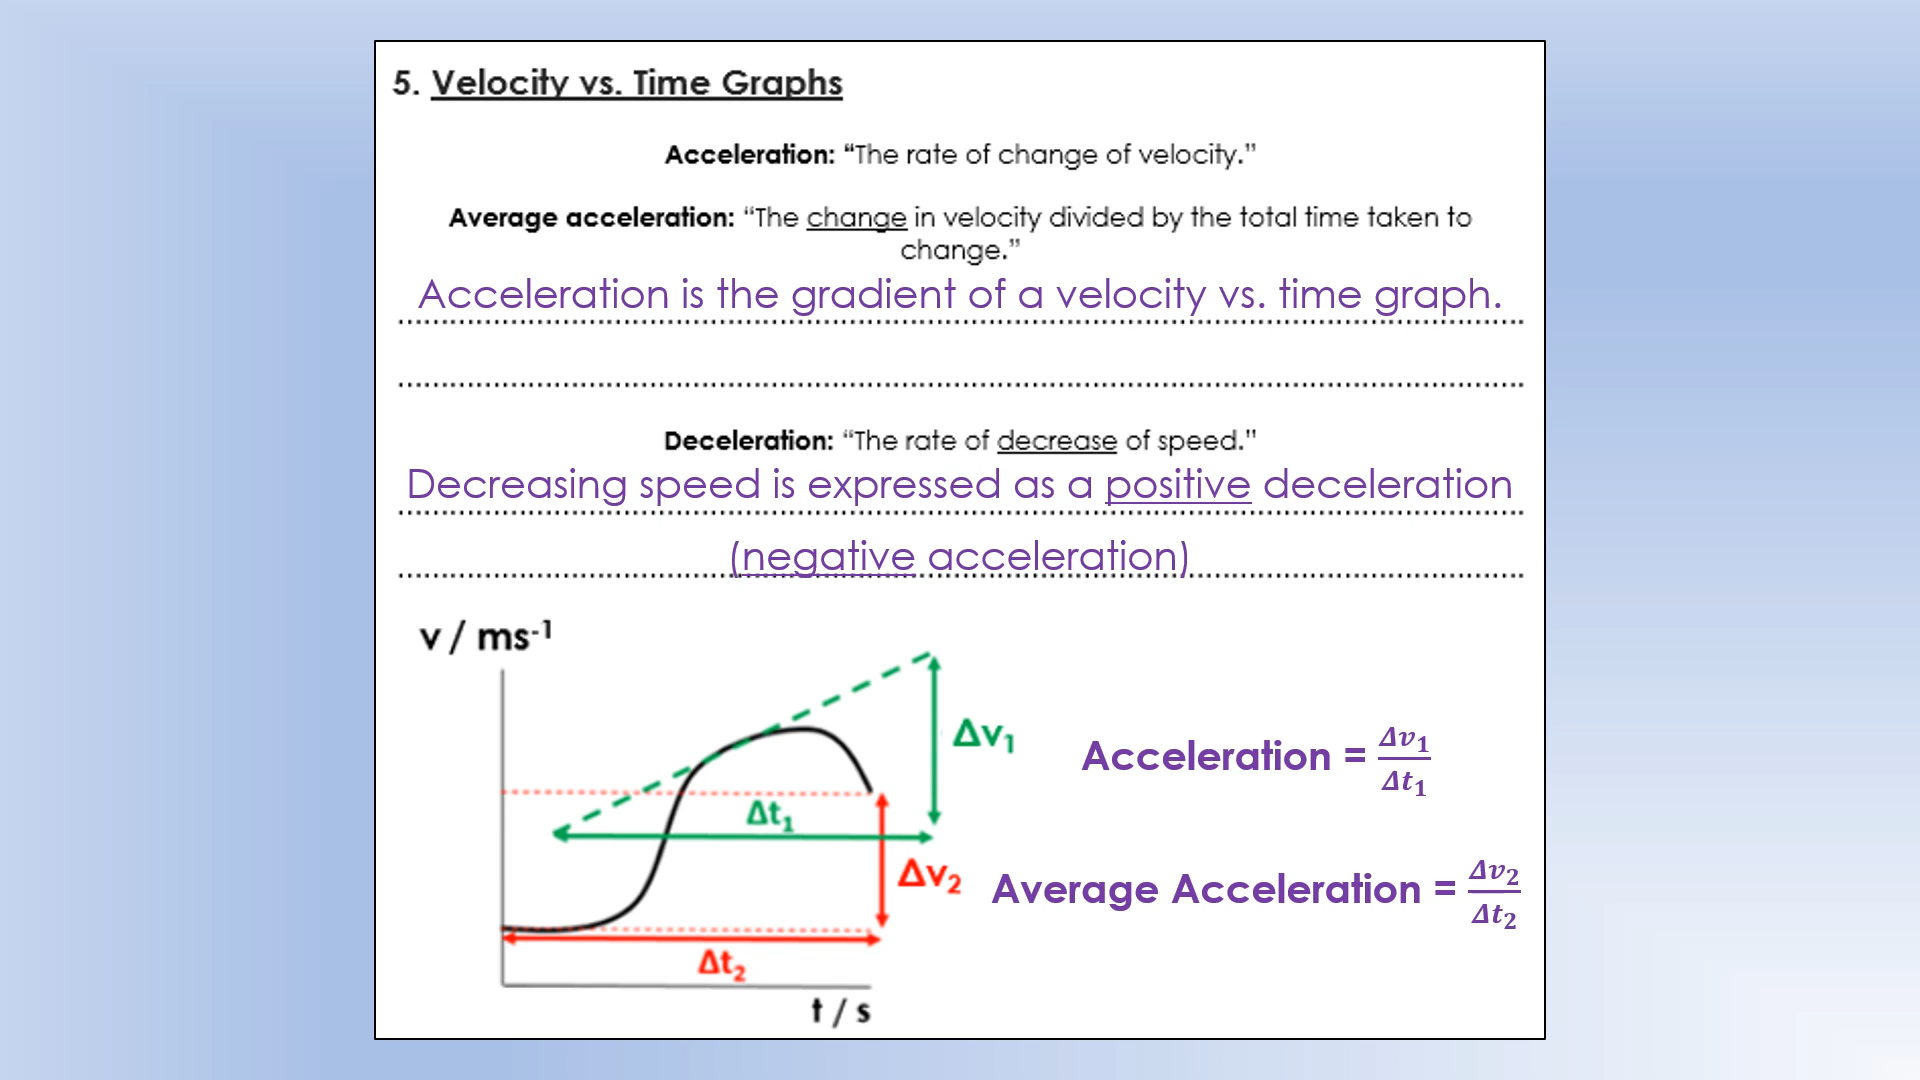 5. Velocity vs. Time Graphs
Acceleration: “The rate of change of velocity.”
Average acceleration: “The change in velocity divided by the total time taken to
change.”
Acceleration is the gradient of a velocity vs. time graph.
Deceleration: “The rate of decrease of speed.”
Decreasing speed is expressed as a positive deceleration
(negative acceleration)
v / ms⁻¹
Δv₁
Acceleration = Δv₁/Δt₁
Δt₁
Δv₂
Average Acceleration = Δv₂/Δt₂
Δt₂
t / s